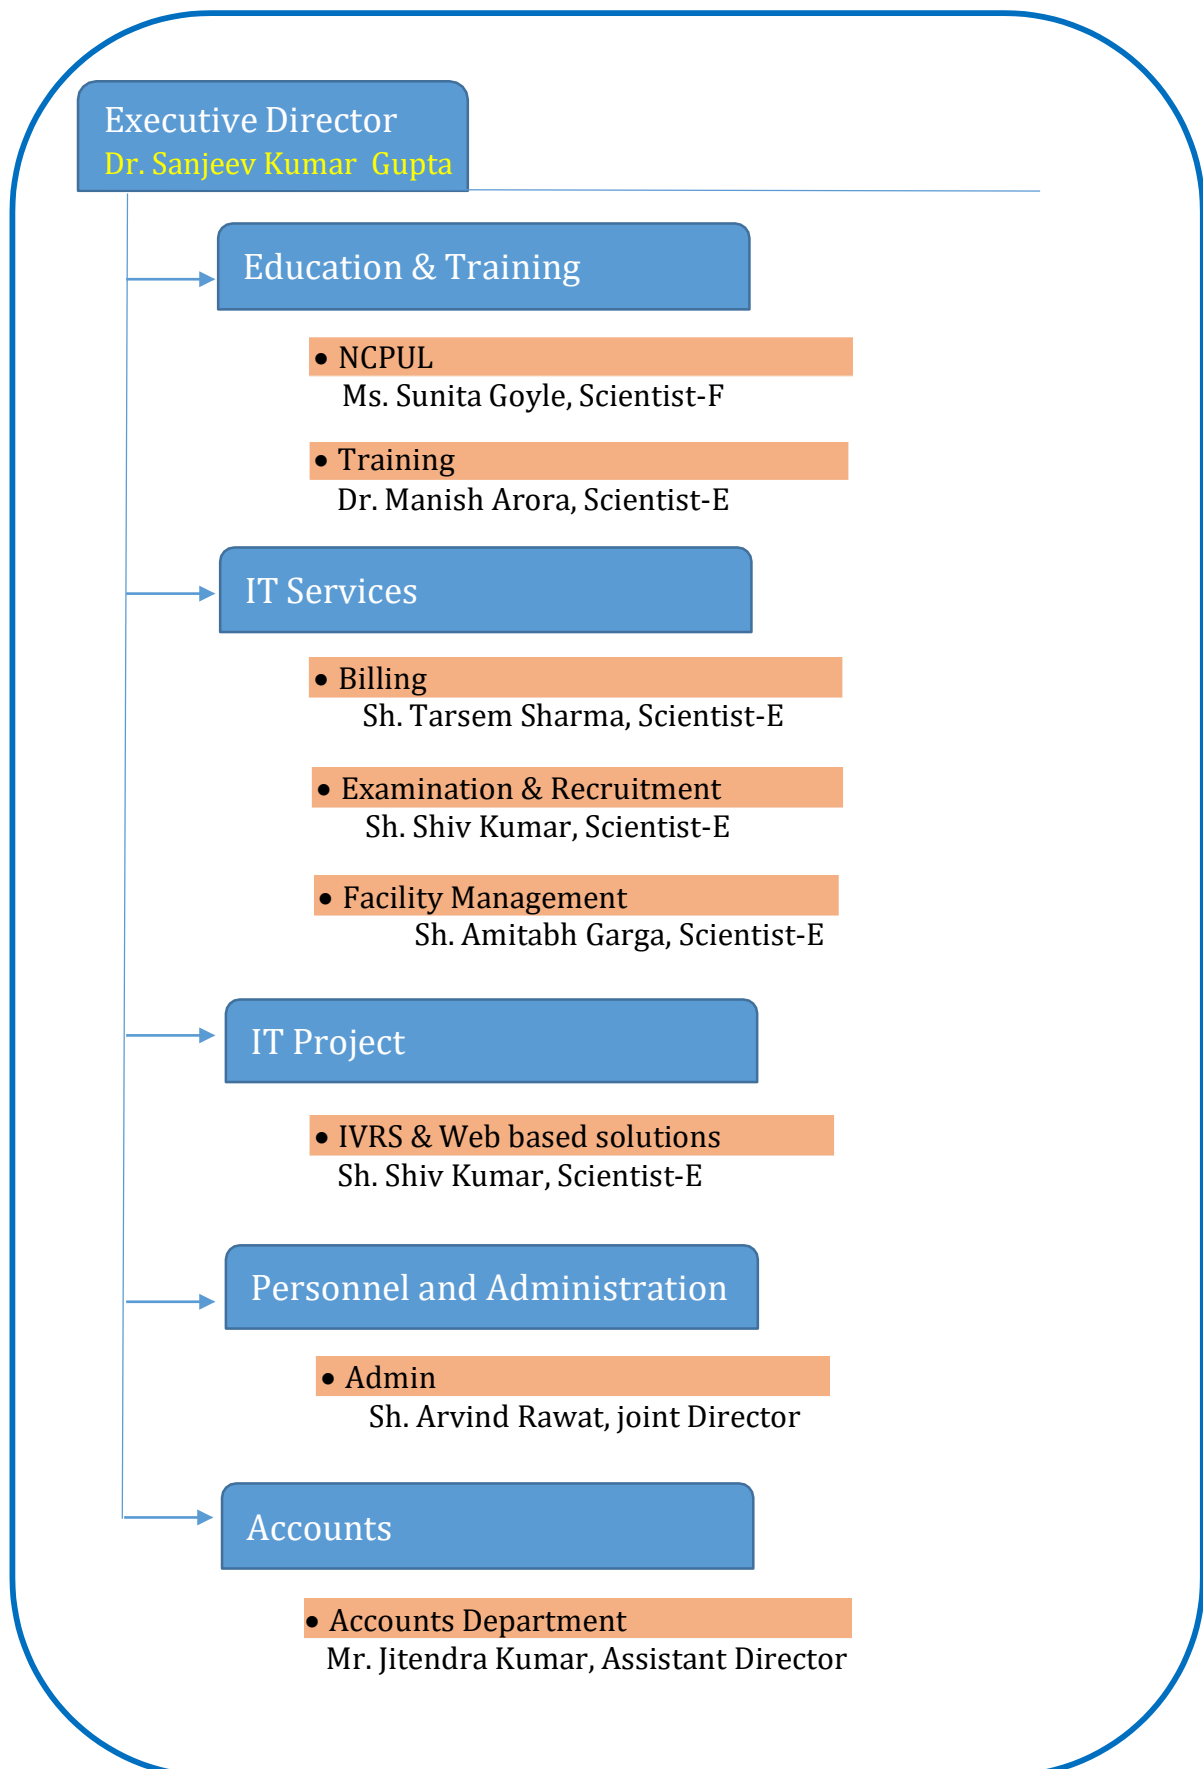 Executive Director
Dr. Sanjeev Kumar  Gupta
Education & Training
• NCPUL
Ms. Sunita Goyle, Scientist-F
• Training
Dr. Manish Arora, Scientist-E
IT Services
• Billing
Sh. Tarsem Sharma, Scientist-E
• Examination & Recruitment
Sh. Shiv Kumar, Scientist-E
• Facility Management
Sh. Amitabh Garga, Scientist-E
IT Project
• IVRS & Web based solutions
Sh. Shiv Kumar, Scientist-E
Personnel and Administration
• Admin
Sh. Arvind Rawat, joint Director
Accounts
• Accounts Department
Mr. Jitendra Kumar, Assistant Director